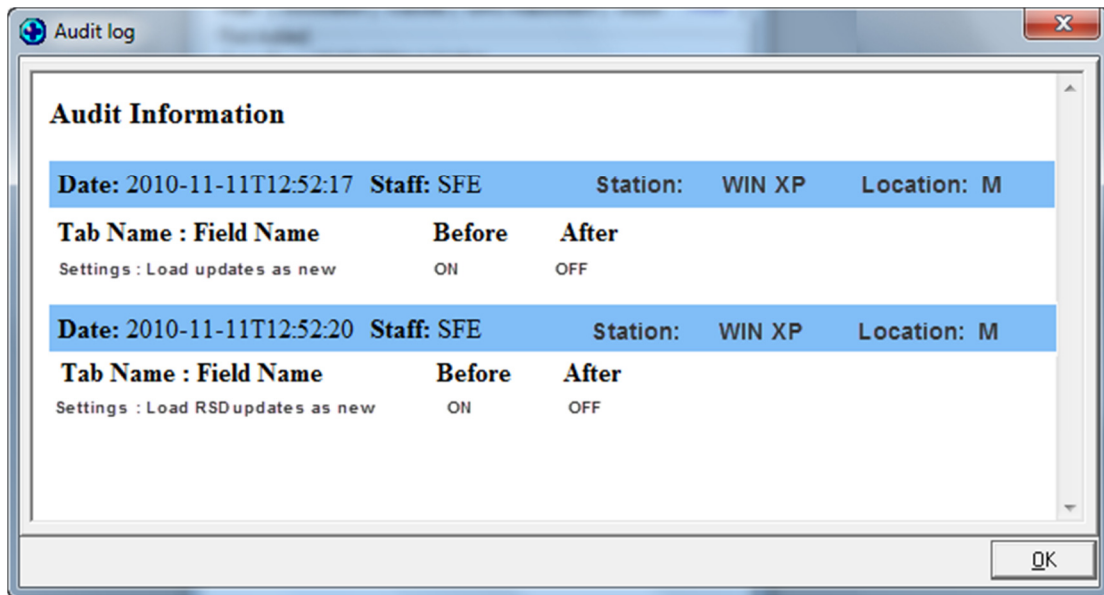 Audit log
Audit Information
Date: 2010-11-11T12:52:17 Staff: SFE Station: WIN XP Location: M
Tab Name : Field Name Before After
Settings : Load updates as new ON OFF
Date: 2010-11-11T12:52:20 Staff: SFE Station: WIN XP Location: M
Tab Name : Field Name Before After
Settings : Load RSD updates as new ON OFF
OK